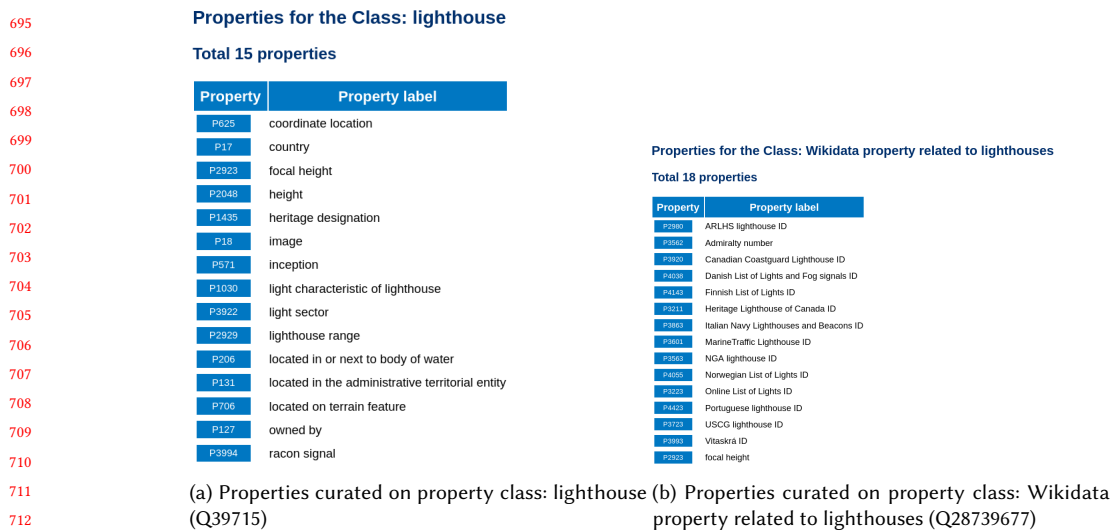 695
696
697
698
699
700
701
702
703
704
705
706
707
708
709
710
711
712
Properties for the Class: lighthouse
Total 15 properties
Property Property label
P625 coordinate location
P17 country
P2923 focal height
P2048 height
P1435 heritage designation
P18 image
P571 inception
P1030 light characteristic of lighthouse
P3922 light sector
P2929 lighthouse range
P206 located in or next to body of water
P131 located in the administrative territorial entity
P706 located on terrain feature
P127 owned by
P3994 racon signal
(a) Properties curated on property class: lighthouse
(Q39715)
Properties for the Class: Wikidata property related to lighthouses
Total 18 properties
Property Property label
P2980 ARLHS lighthouse ID
P3562 Admiralty number
P3920 Canadian Coastguard Lighthouse ID
P4038 Danish List of Lights and Fog signals ID
P4143 Finnish List of Lights ID
P3211 Heritage Lighthouse of Canada ID
P3863 Italian Navy Lighthouses and Beacons ID
P3601 MarineTraffic Lighthouse ID
P3563 NGA lighthouse ID
P4055 Norwegian List of Lights ID
P3223 Online List of Lights ID
P4423 Portuguese lighthouse ID
P3723 USCG lighthouse ID
P3993 Vitaskrá ID
P2923 focal height
(b) Properties curated on property class: Wikidata
property related to lighthouses (Q28739677)